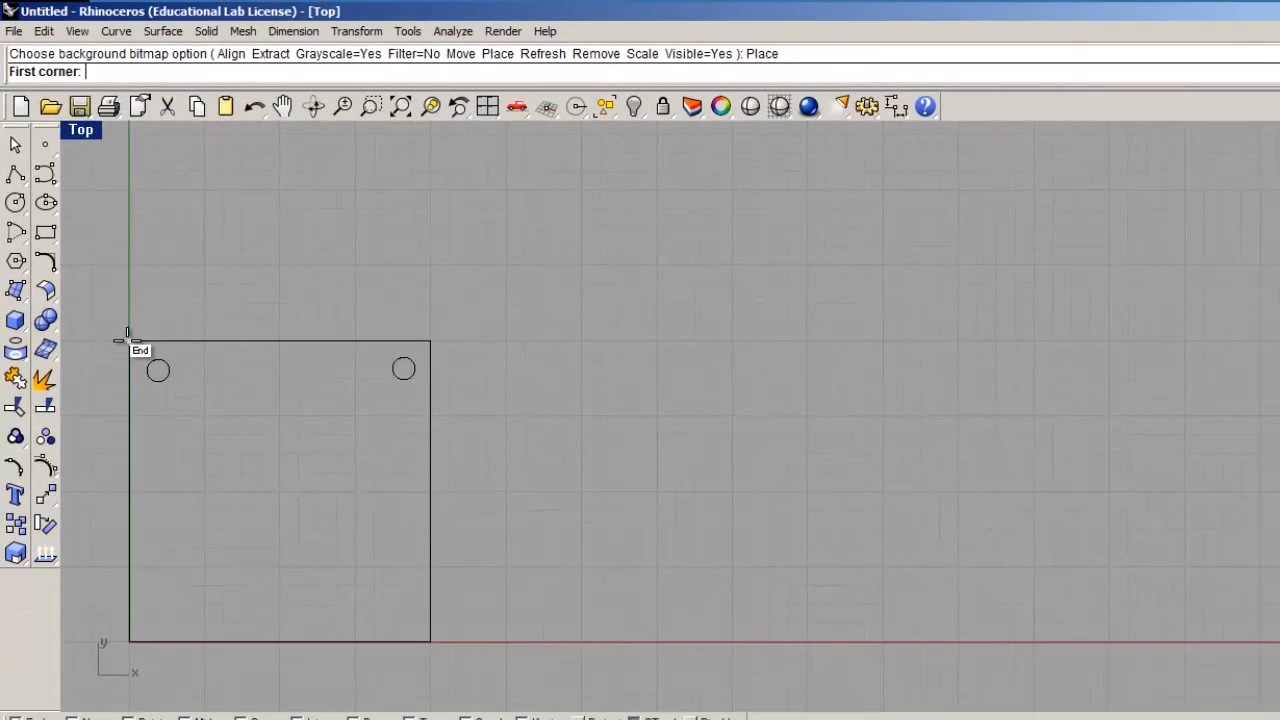 Untitled - Rhinoceros (Educational Lab License) - [Top]
File Edit View Curve Surface Solid Mesh Dimension Transform Tools Analyze Render Help
Choose background bitmap option ( Align Extract Grayscale=Yes Filter=No Move Place Refresh Remove Scale Visible=Yes ): Place
First corner:
Top
End
y
x